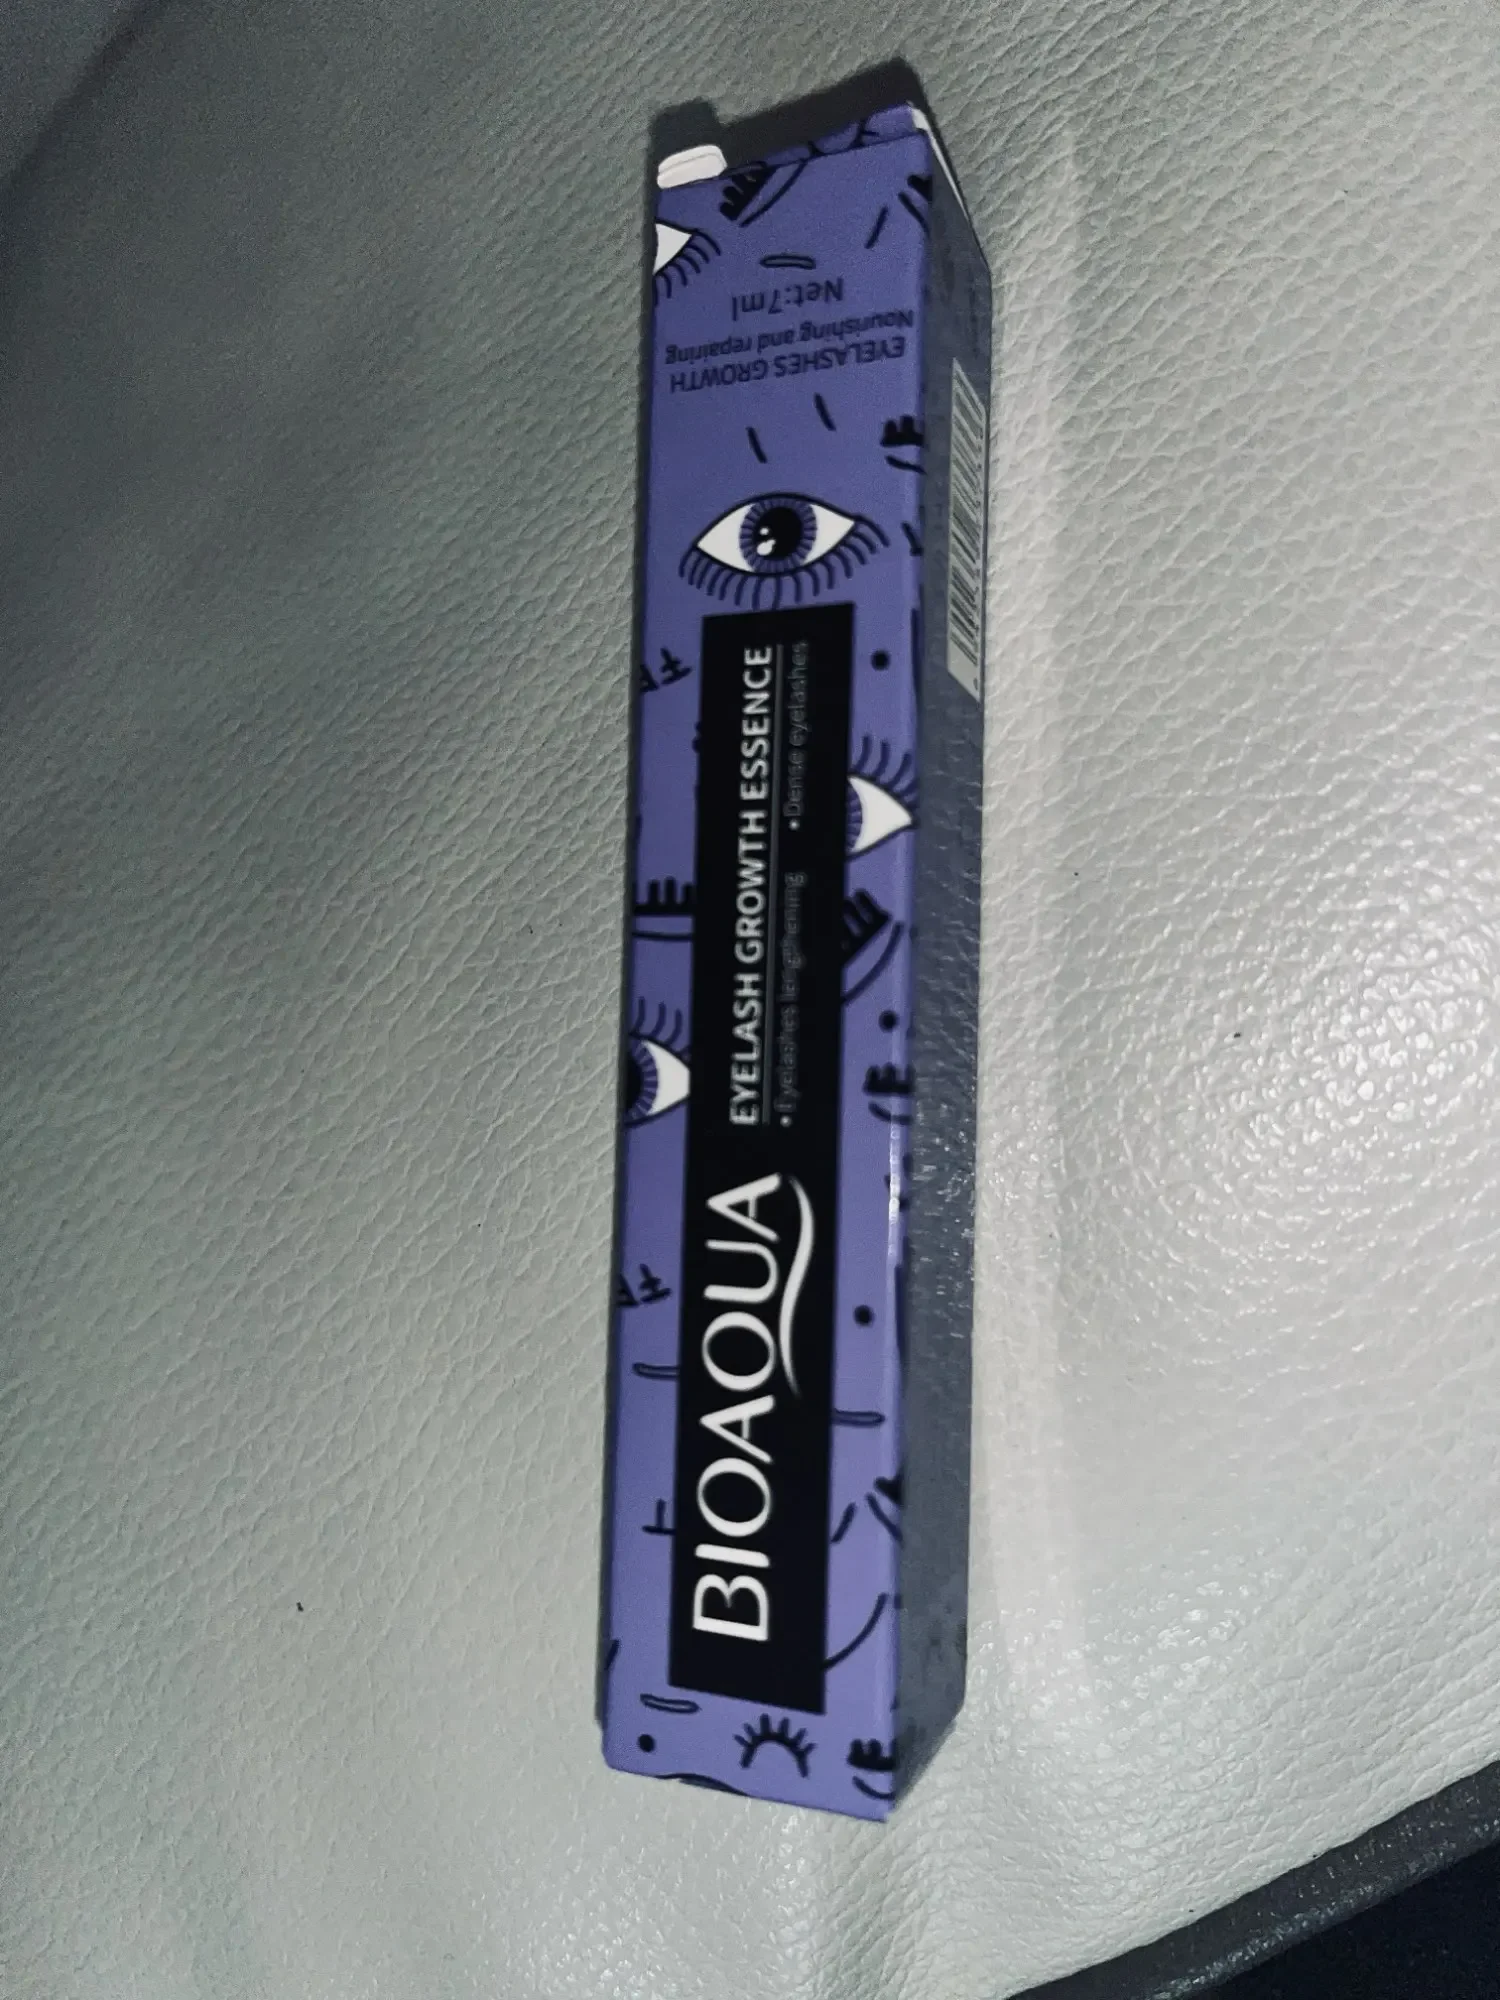 BIOAQUA
EYELASH GROWTH ESSENCE
•Eyelashes lengthening •Dense eyelashes
EYELASHES GROWTH
Nourishing and repairing
Net:7ml